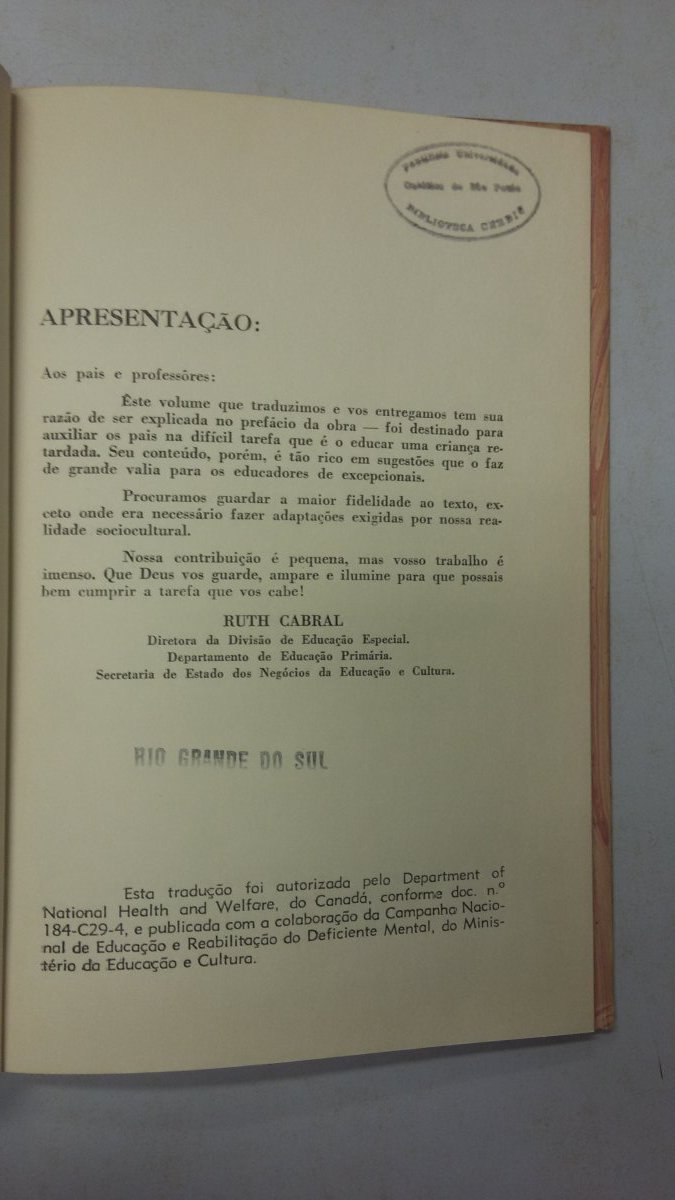 Católica de São Paulo
BIBLIOTECA
APRESENTAÇÃO:
Aos pais e professôres:
Êste volume que traduzimos e vos entregamos tem sua
razão de ser explicada no prefácio da obra — foi destinado para
auxiliar os pais na difícil tarefa que é o educar uma criança re-
tardada. Seu conteúdo, porém, é tão rico em sugestões que o faz
de grande valia para os educadores de excepcionais.
Procuramos guardar a maior fidelidade ao texto, ex-
ceto onde era necessário fazer adaptações exigidas por nossa rea-
lidade sociocultural.
Nossa contribuição é pequena, mas vosso trabalho é
imenso. Que Deus vos guarde, ampare e ilumine para que possais
bem cumprir a tarefa que vos cabe!
RUTH CABRAL
Diretora da Divisão de Educação Especial.
Departamento de Educação Primária.
Secretaria de Estado dos Negócios da Educação e Cultura.
RIO GRANDE DO SUL
Esta tradução foi autorizada pelo Department of
National Health and Welfare, do Canadá, conforme doc. n.º
184-C29-4, e publicada com a colaboração da Campanha Nacio-
nal de Educação e Reabilitação do Deficiente Mental, do Minis-
tério da Educação e Cultura.